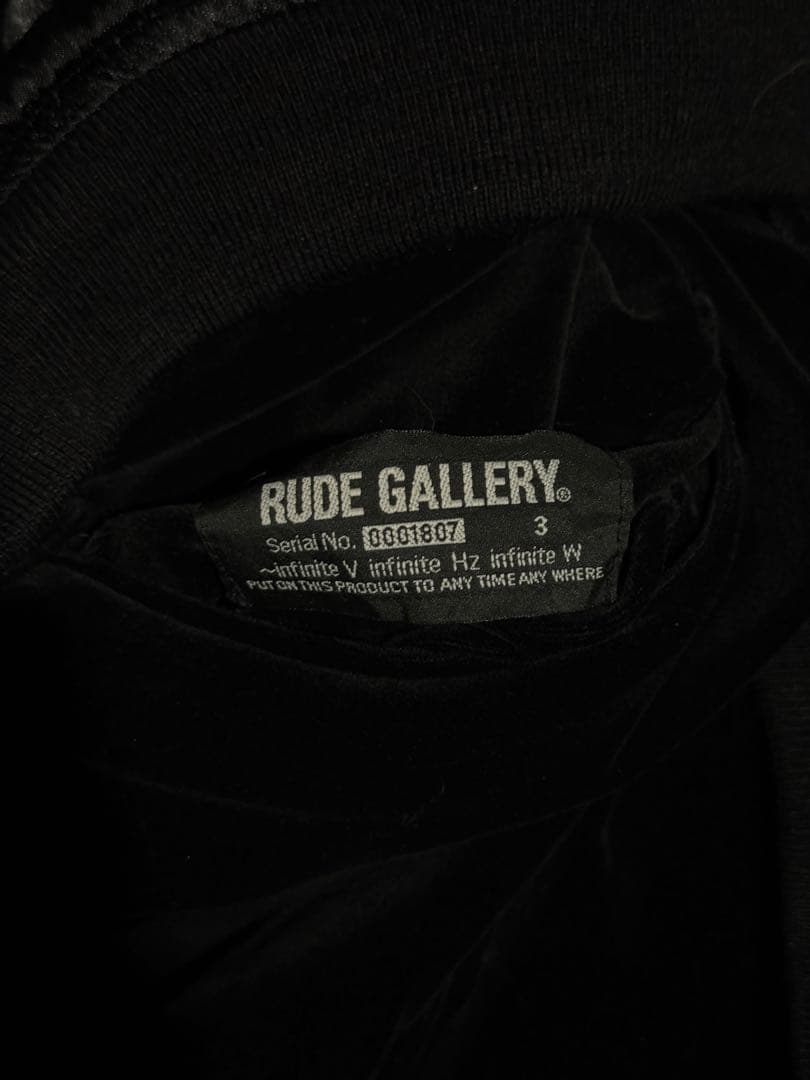 RUDE GALLERY®
Serial No. 0001807 3
~infinite V infinite Hz infinite W
PUT ON THIS PRODUCT TO ANY TIME ANY WHERE